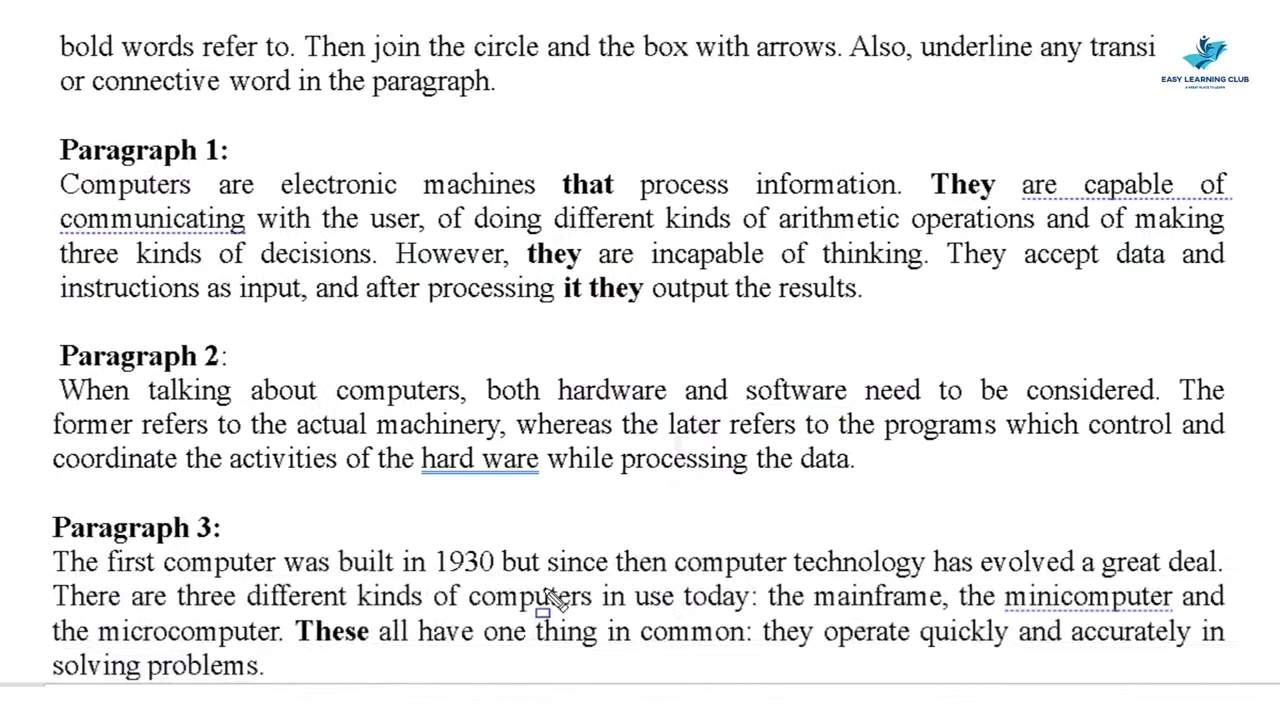 bold words refer to. Then join the circle and the box with arrows. Also, underline any transi
or connective word in the paragraph.
EASY LEARNING CLUB
A GREAT PLACE TO LEARN
Paragraph 1:
Computers are electronic machines that process information. They are capable of
communicating with the user, of doing different kinds of arithmetic operations and of making
three kinds of decisions. However, they are incapable of thinking. They accept data and
instructions as input, and after processing it they output the results.
Paragraph 2:
When talking about computers, both hardware and software need to be considered. The
former refers to the actual machinery, whereas the later refers to the programs which control and
coordinate the activities of the hard ware while processing the data.
Paragraph 3:
The first computer was built in 1930 but since then computer technology has evolved a great deal.
There are three different kinds of computers in use today: the mainframe, the minicomputer and
the microcomputer. These all have one thing in common: they operate quickly and accurately in
solving problems.